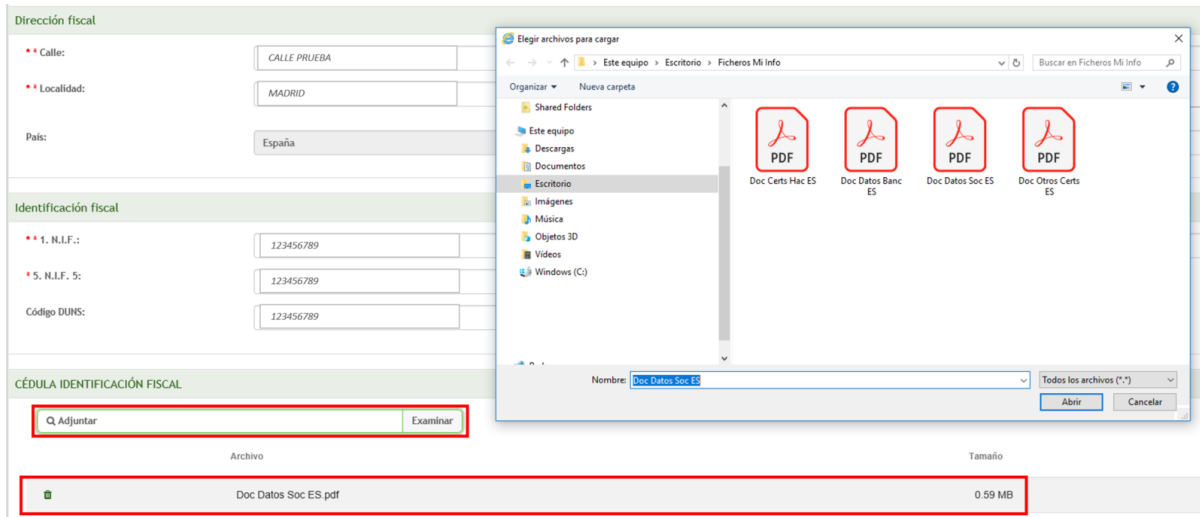 Dirección fiscal
* * Calle:
CALLE PRUEBA
* * Localidad:
MADRID
País:
España
Identificación fiscal
* * 1. N.I.F.:
123456789
* 5. N.I.F. 5:
123456789
Código DUNS:
123456789
CÉDULA IDENTIFICACIÓN FISCAL
Adjuntar
Examinar
Archivo
Tamaño
Doc Datos Soc ES.pdf
0.59 MB
Elegir archivos para cargar
Este equipo > Escritorio > Ficheros Mi Info
Buscar en Ficheros Mi Info
Organizar
Nueva carpeta
Shared Folders
Este equipo
Descargas
Documentos
Escritorio
Imágenes
Música
Objetos 3D
Vídeos
Windows (C:)
PDF
Doc Certs Hac ES
PDF
Doc Datos Banc
ES
PDF
Doc Datos Soc ES
PDF
Doc Otros Certs
ES
Nombre:
Doc Datos Soc ES
Todos los archivos (*.*)
Abrir
Cancelar